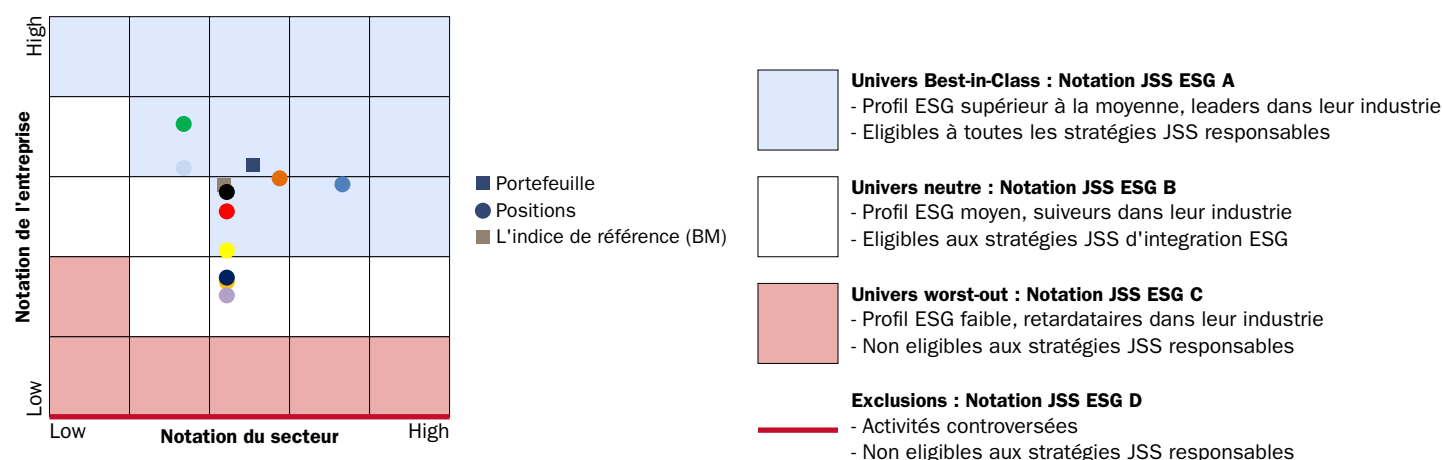 High
Notation de l'entreprise
Low
Low
Notation du secteur
High
Portefeuille
Positions
L'indice de référence (BM)
Univers Best-in-Class : Notation JSS ESG A
- Profil ESG supérieur à la moyenne, leaders dans leur industrie
- Eligibles à toutes les stratégies JSS responsables
Univers neutre : Notation JSS ESG B
- Profil ESG moyen, suiveurs dans leur industrie
- Eligibles aux stratégies JSS d'integration ESG
Univers worst-out : Notation JSS ESG C
- Profil ESG faible, retardataires dans leur industrie
- Non eligibles aux stratégies JSS responsables
Exclusions : Notation JSS ESG D
- Activités controversées
- Non eligibles aux stratégies JSS responsables